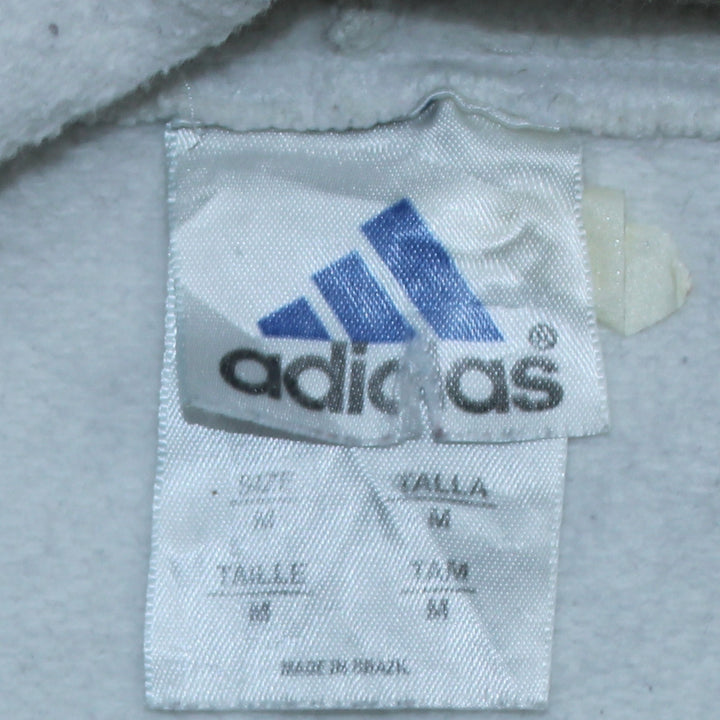 adidas®
SIZE TALLA
M M
TAILLE TAM
M M
MADE IN BRAZIL